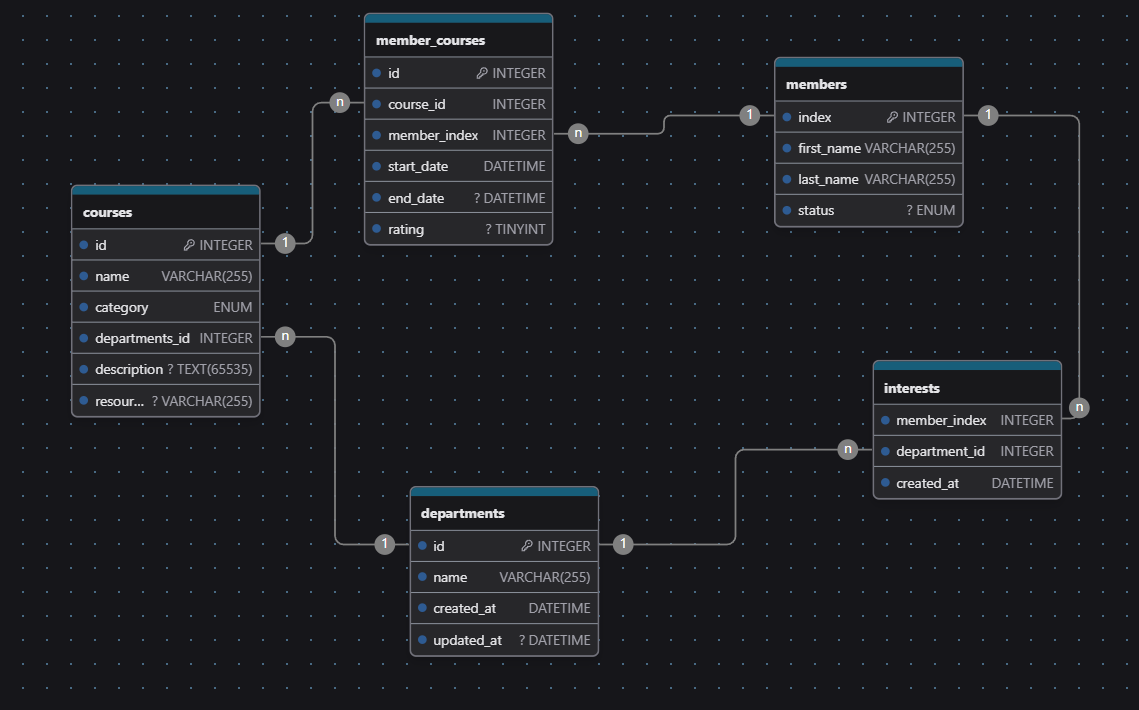 member_courses
id INTEGER
course_id INTEGER
member_index INTEGER
start_date DATETIME
end_date ? DATETIME
rating ? TINYINT
n
n
members
index INTEGER
first_name VARCHAR(255)
last_name VARCHAR(255)
status ? ENUM
1
1
courses
id INTEGER
name VARCHAR(255)
category ENUM
departments_id INTEGER
description ? TEXT(65535)
resour... ? VARCHAR(255)
1
n
interests
member_index INTEGER
department_id INTEGER
created_at DATETIME
n
n
departments
id INTEGER
name VARCHAR(255)
created_at DATETIME
updated_at ? DATETIME
1
1